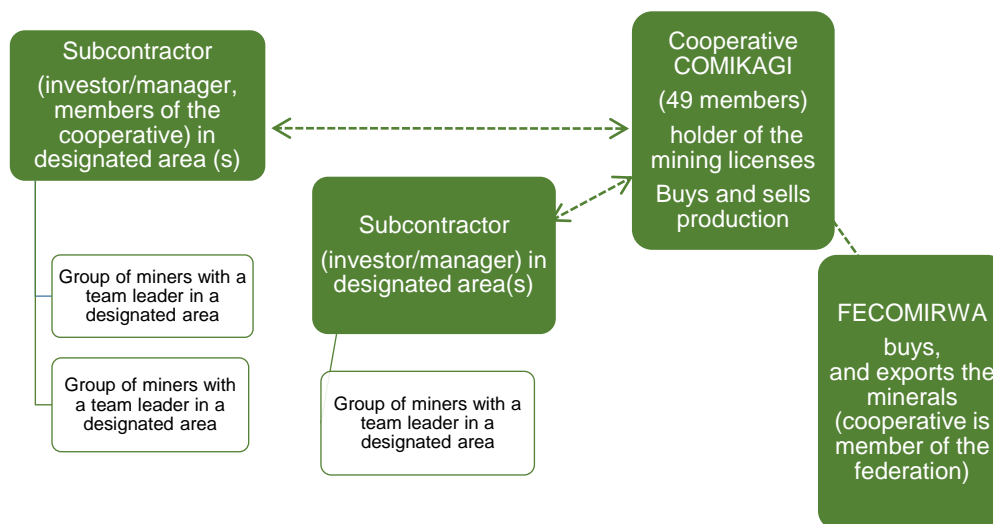 Subcontractor
(investor/manager,
members of the
cooperative) in
designated area (s)
Group of miners with a
team leader in a
designated area
Group of miners with
a team leader in a
designated area
Subcontractor
(investor/manager) in
designated area(s)
Group of miners with a
team leader in a
designated area
Cooperative
COMIKAGI
(49 members)
holder of the
mining licenses
Buys and sells
production
FECOMIRWA
buys,
and exports the
minerals
(cooperative is
member of the
federation)